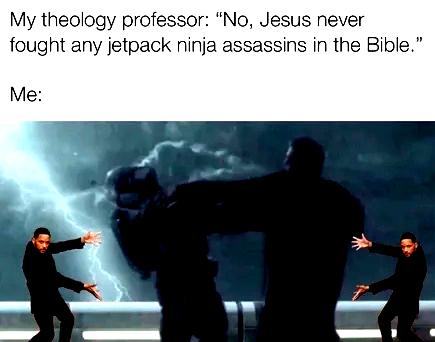 My theology professor: “No, Jesus never
fought any jetpack ninja assassins in the Bible.”
Me: